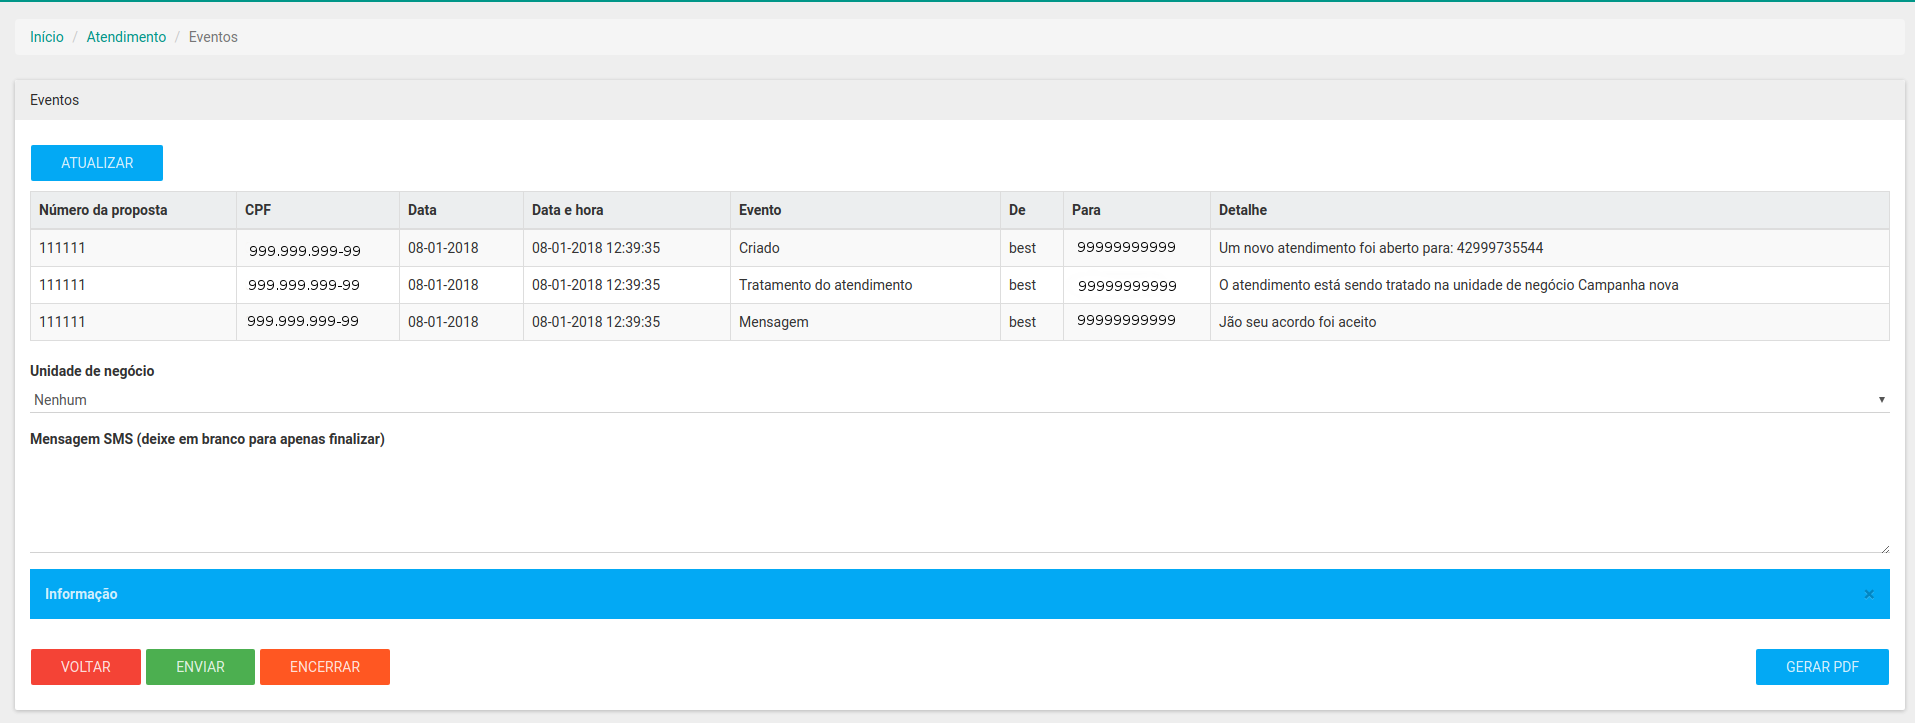 Início / Atendimento / Eventos
Eventos
ATUALIZAR
Número da proposta CPF Data Data e hora Evento De Para Detalhe
111111 999.999.999-99 08-01-2018 08-01-2018 12:39:35 Criado best 99999999999 Um novo atendimento foi aberto para: 42999735544
111111 999.999.999-99 08-01-2018 08-01-2018 12:39:35 Tratamento do atendimento best 99999999999 O atendimento está sendo tratado na unidade de negócio Campanha nova
111111 999.999.999-99 08-01-2018 08-01-2018 12:39:35 Mensagem best 99999999999 Jão seu acordo foi aceito
Unidade de negócio
Nenhum
Mensagem SMS (deixe em branco para apenas finalizar)
Informação ×
VOLTAR ENVIAR ENCERRAR GERAR PDF